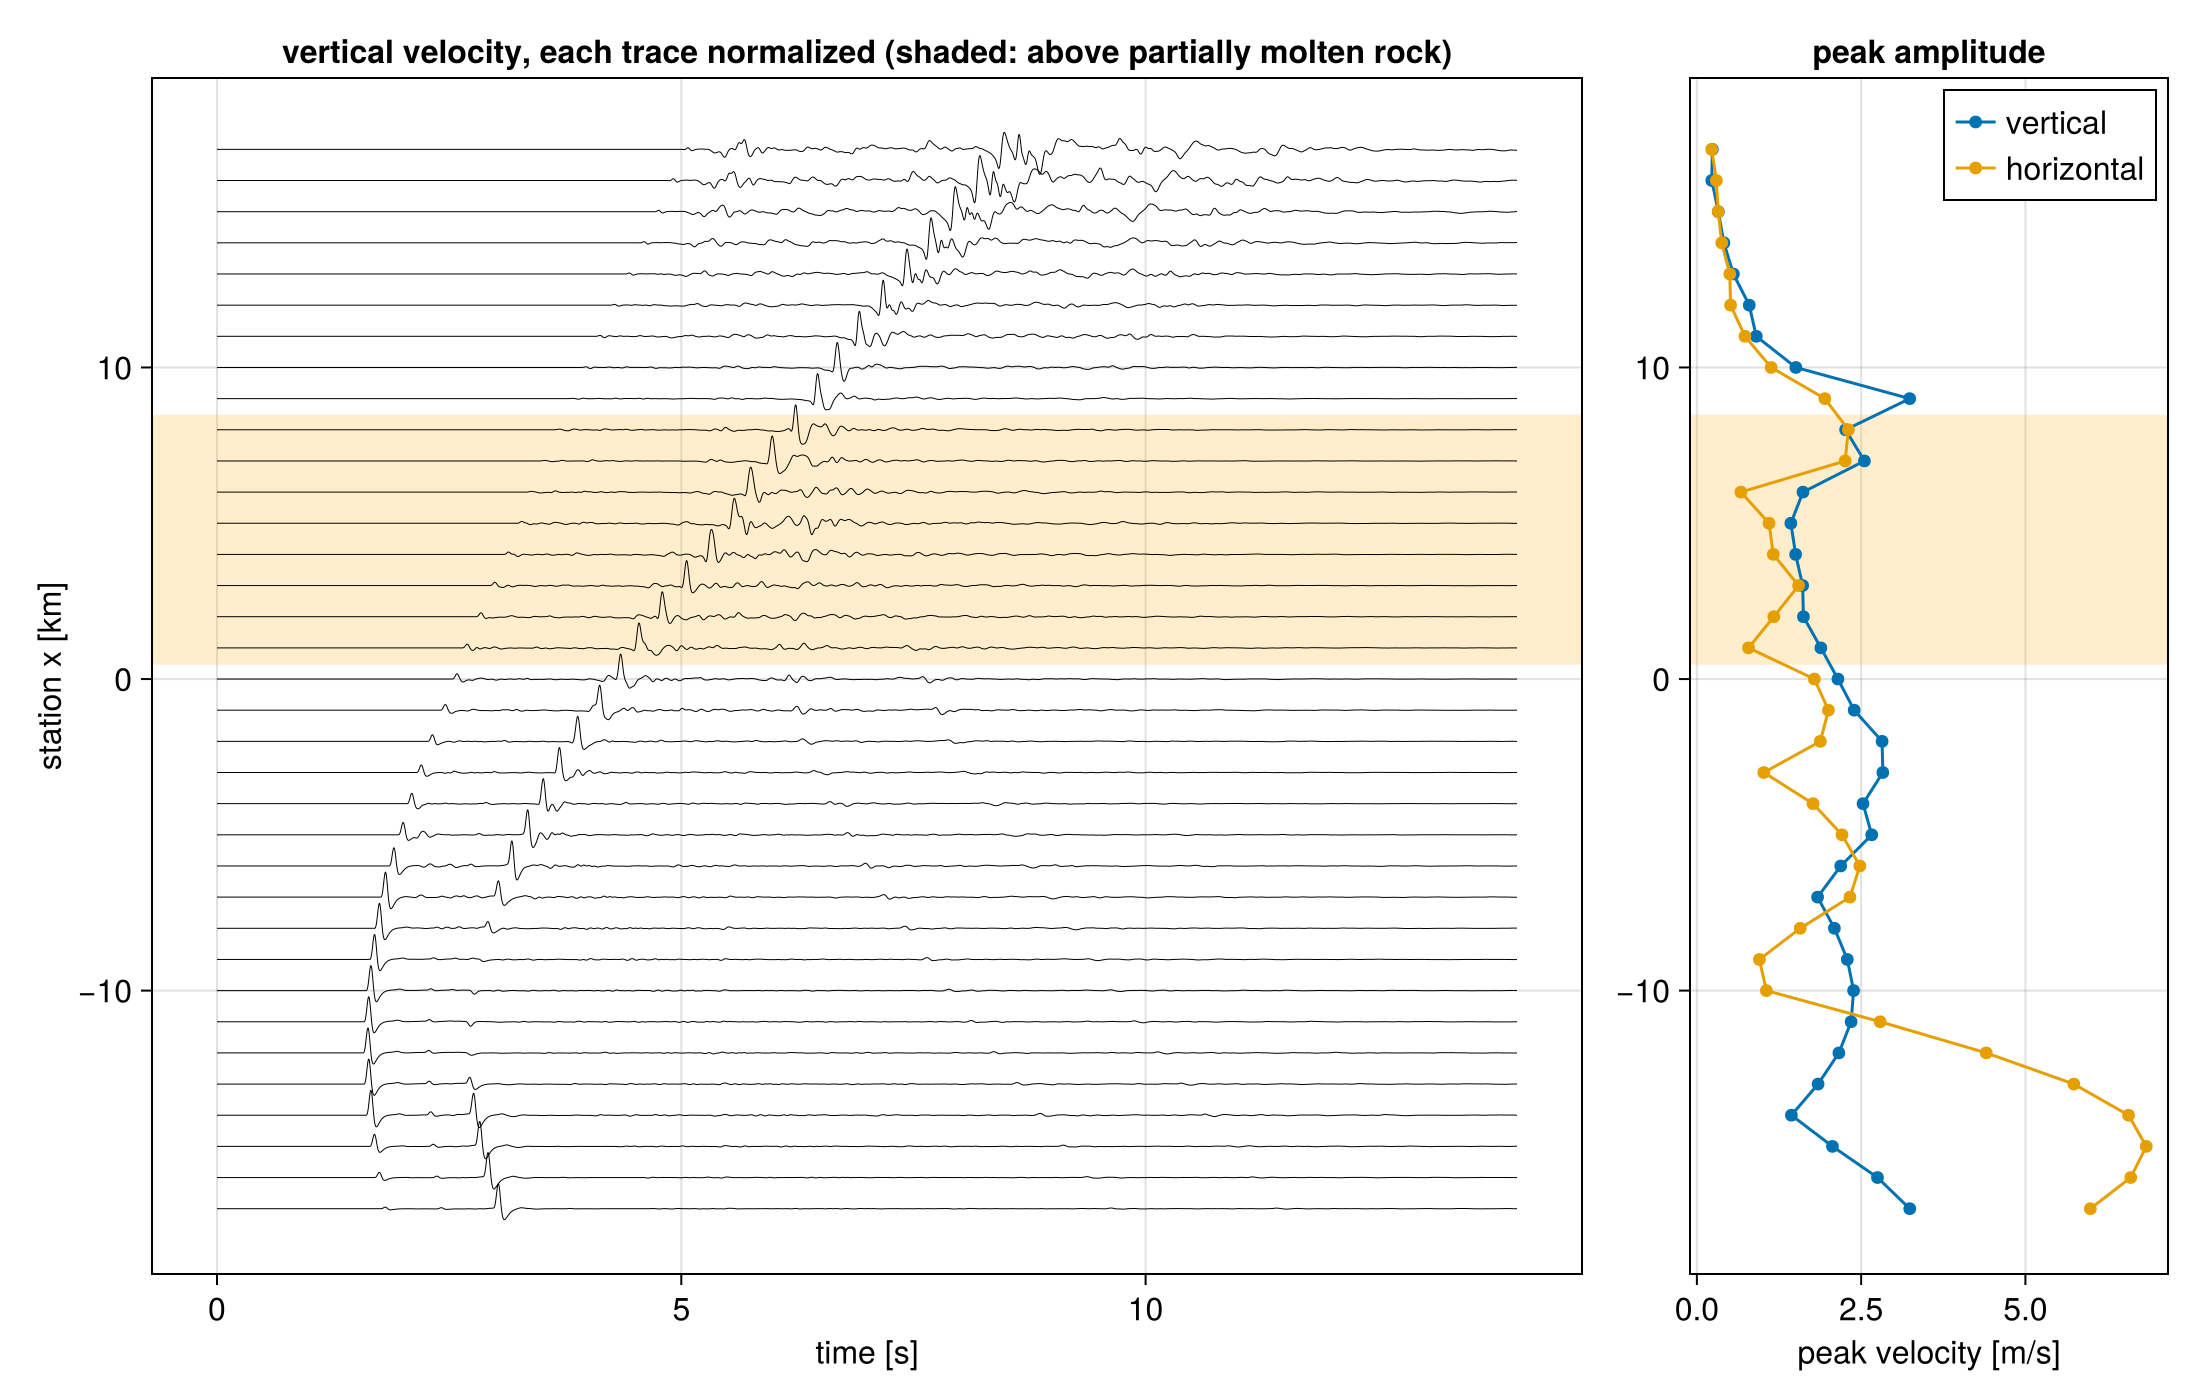 vertical velocity, each trace normalized (shaded: above partially molten rock)
station x [km]
10
0
−10
0
5
10
time [s]
peak amplitude
vertical
horizontal
10
0
−10
0.0
2.5
5.0
peak velocity [m/s]